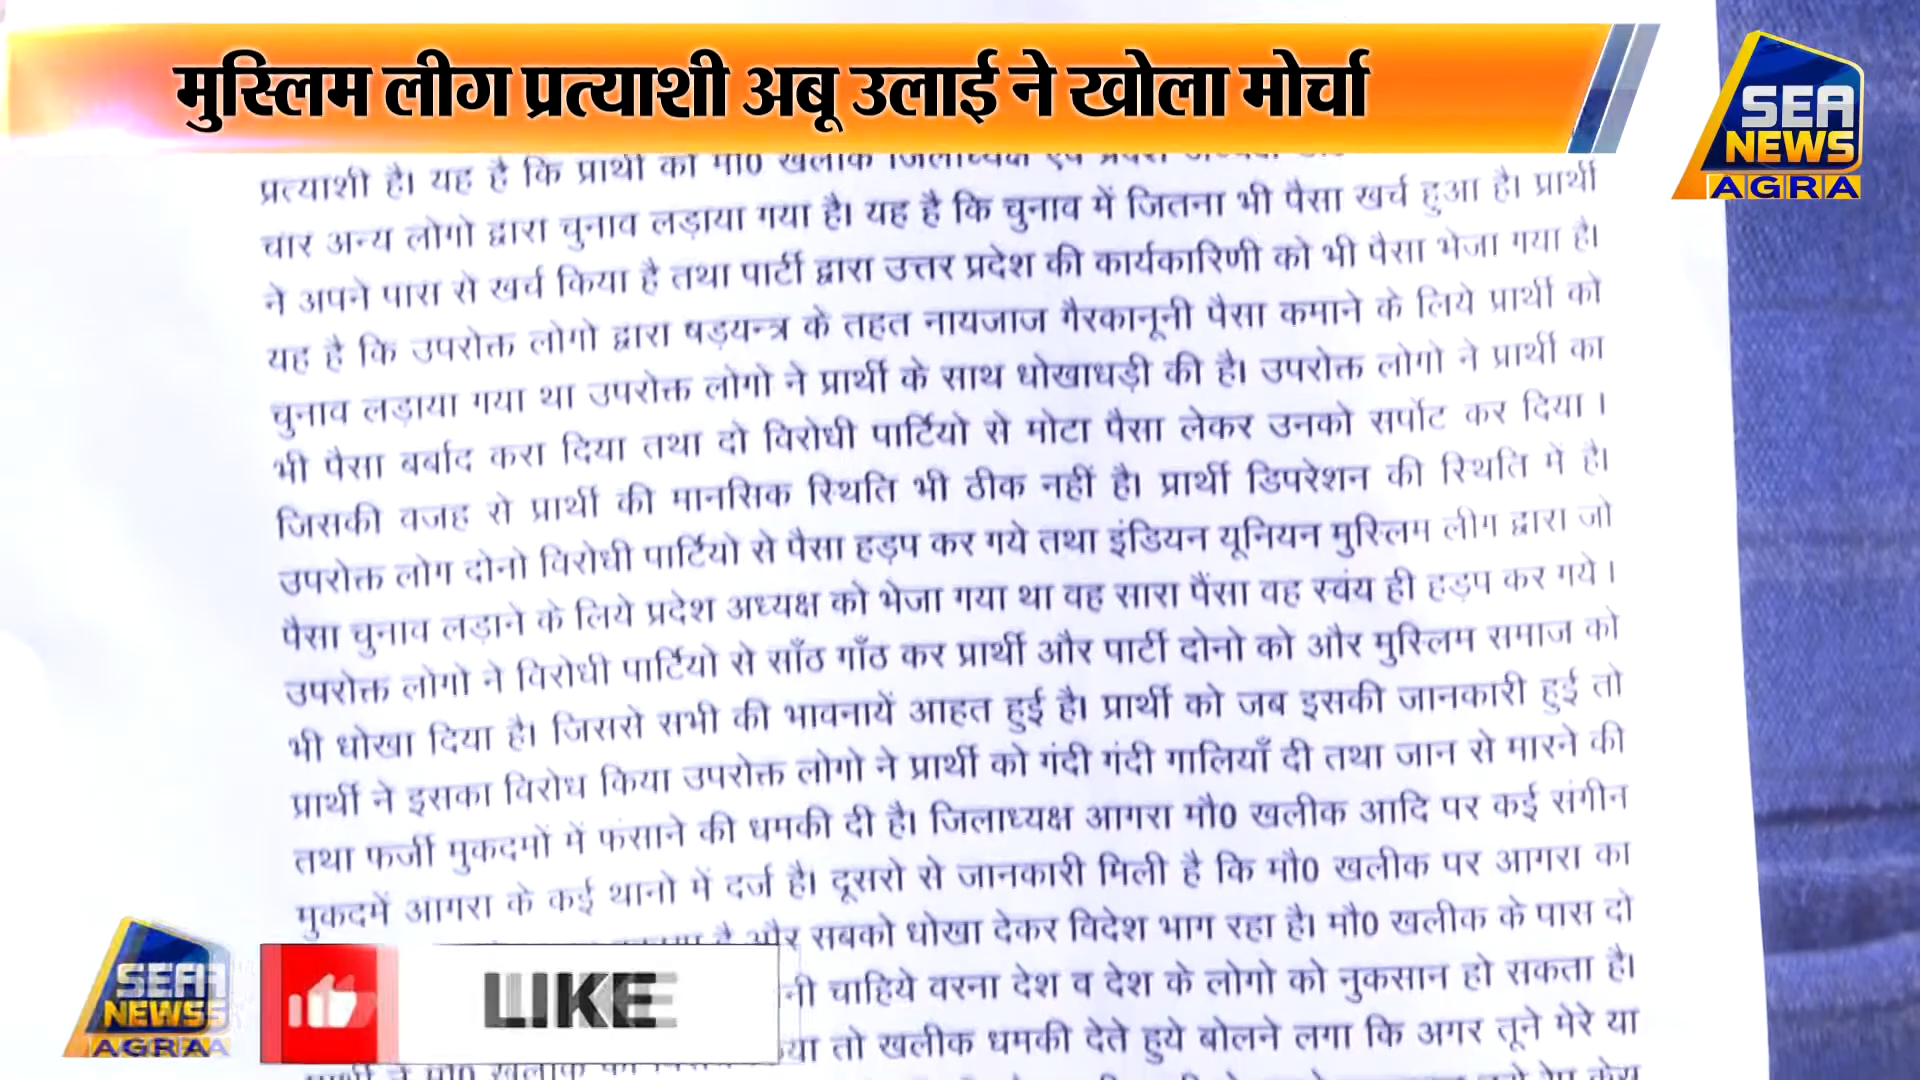 मुस्लिम लीग प्रत्याशी अबू उलाई ने खोला मोर्चा
SEA
NEWS
AGRA
प्रत्याशी है। यह है कि प्रार्थी को मौ0 खलीक जिलाध्यक्ष एवं प्रदेश
चार अन्य लोगो द्वारा चुनाव लड़ाया गया है। यह है कि चुनाव में जितना भी पैसा खर्च हुआ है। प्रार्थी
ने अपने पास से खर्च किया है तथा पार्टी द्वारा उत्तर प्रदेश की कार्यकारिणी को भी पैसा भेजा गया है।
यह है कि उपरोक्त लोगो द्वारा षड़यन्त्र के तहत नायजाज गैरकानूनी पैसा कमाने के लिये प्रार्थी को
चुनाव लड़ाया गया था उपरोक्त लोगो ने प्रार्थी के साथ धोखाधड़ी की है। उपरोक्त लोगो ने प्रार्थी का
भी पैसा बर्बाद करा दिया तथा दो विरोधी पार्टियो से मोटा पैसा लेकर उनको सर्पोट कर दिया ।
जिसकी वजह से प्रार्थी की मानसिक स्थिति भी ठीक नहीं है। प्रार्थी डिपरेशन की स्थिति में है।
उपरोक्त लोग दोनो विरोधी पार्टियो से पैसा हड़प कर गये तथा इंडियन यूनियन मुस्लिम लीग द्वारा जो
पैसा चुनाव लड़ाने के लिये प्रदेश अध्यक्ष को भेजा गया था वह सारा पैंसा वह स्वंय ही हड़प कर गये ।
उपरोक्त लोगो ने विरोधी पार्टियो से साँठ गाँठ कर प्रार्थी और पार्टी दोनो को और मुस्लिम समाज को
भी धोखा दिया है। जिससे सभी की भावनायें आहत हुई है। प्रार्थी को जब इसकी जानकारी हुई तो
प्रार्थी ने इसका विरोध किया उपरोक्त लोगो ने प्रार्थी को गंदी गंदी गालियाँ दी तथा जान से मारने की
तथा फर्जी मुकदमों में फंसाने की धमकी दी है। जिलाध्यक्ष आगरा मौ0 खलीक आदि पर कई संगीन
मुकदमें आगरा के कई थानो में दर्ज है। दूसरो से जानकारी मिली है कि मौ0 खलीक पर आगरा का
है और सबको धोखा देकर विदेश भाग रहा है। मौ0 खलीक के पास दो
नी चाहिये वरना देश व देश के लोगो को नुकसान हो सकता है।
तो खलीक धमकी देते हुये बोलने लगा कि अगर तूने मेरे या
SEA
NEWS
AGRA
LIKE